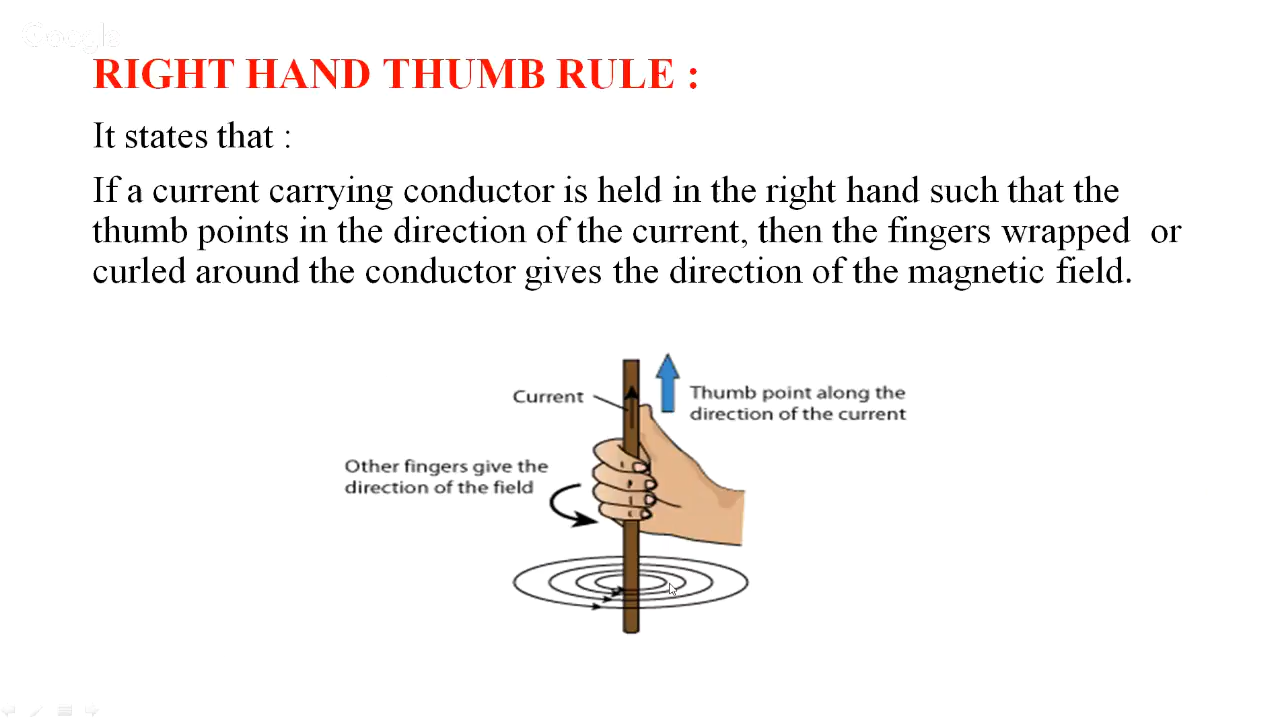 Google
RIGHT HAND THUMB RULE :
It states that :
If a current carrying conductor is held in the right hand such that the
thumb points in the direction of the current, then the fingers wrapped or
curled around the conductor gives the direction of the magnetic field.
Current
Thumb point along the
direction of the current
Other fingers give the
direction of the field